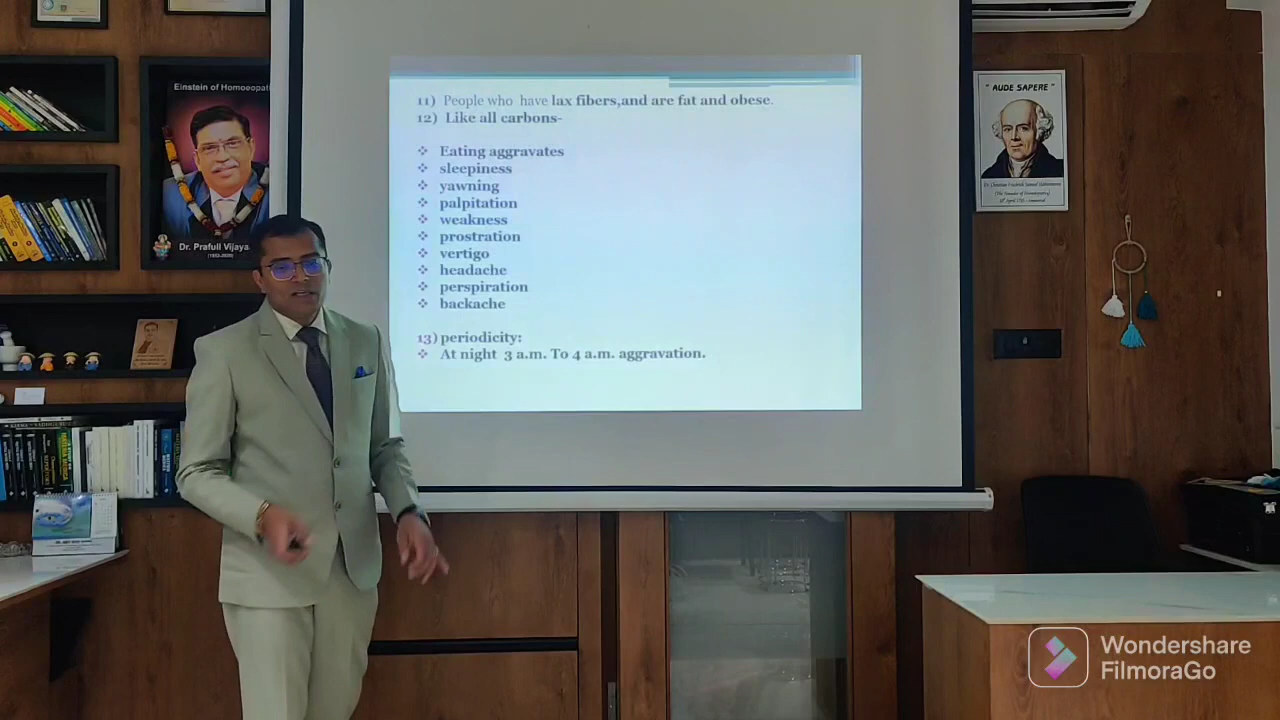 Einstein of Homoeopat
Dr. Prafull Vijaya
11) People who have lax fibers,and are fat and obese.
12) Like all carbons-
❖ Eating aggravates
❖ sleepiness
❖ yawning
❖ palpitation
❖ weakness
❖ prostration
❖ vertigo
❖ headache
❖ perspiration
❖ backache
13) periodicity:
❖ At night 3 a.m. To 4 a.m. aggravation.
" AUDE SAPERE "
Wondershare
FilmoraGo